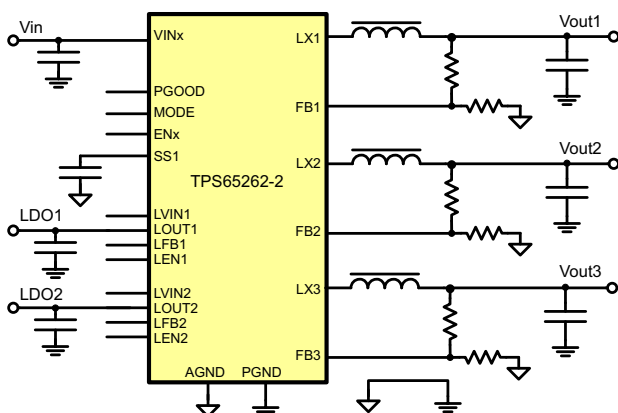 Vin
VINx
LX1
Vout1
PGOOD
MODE
FB1
ENx
SS1
LX2
Vout2
TPS65262-2
LDO1
LVIN1
LOUT1
LFB1
FB2
LEN1
LDO2
LVIN2
LX3
Vout3
LOUT2
LFB2
LEN2
FB3
AGND
PGND